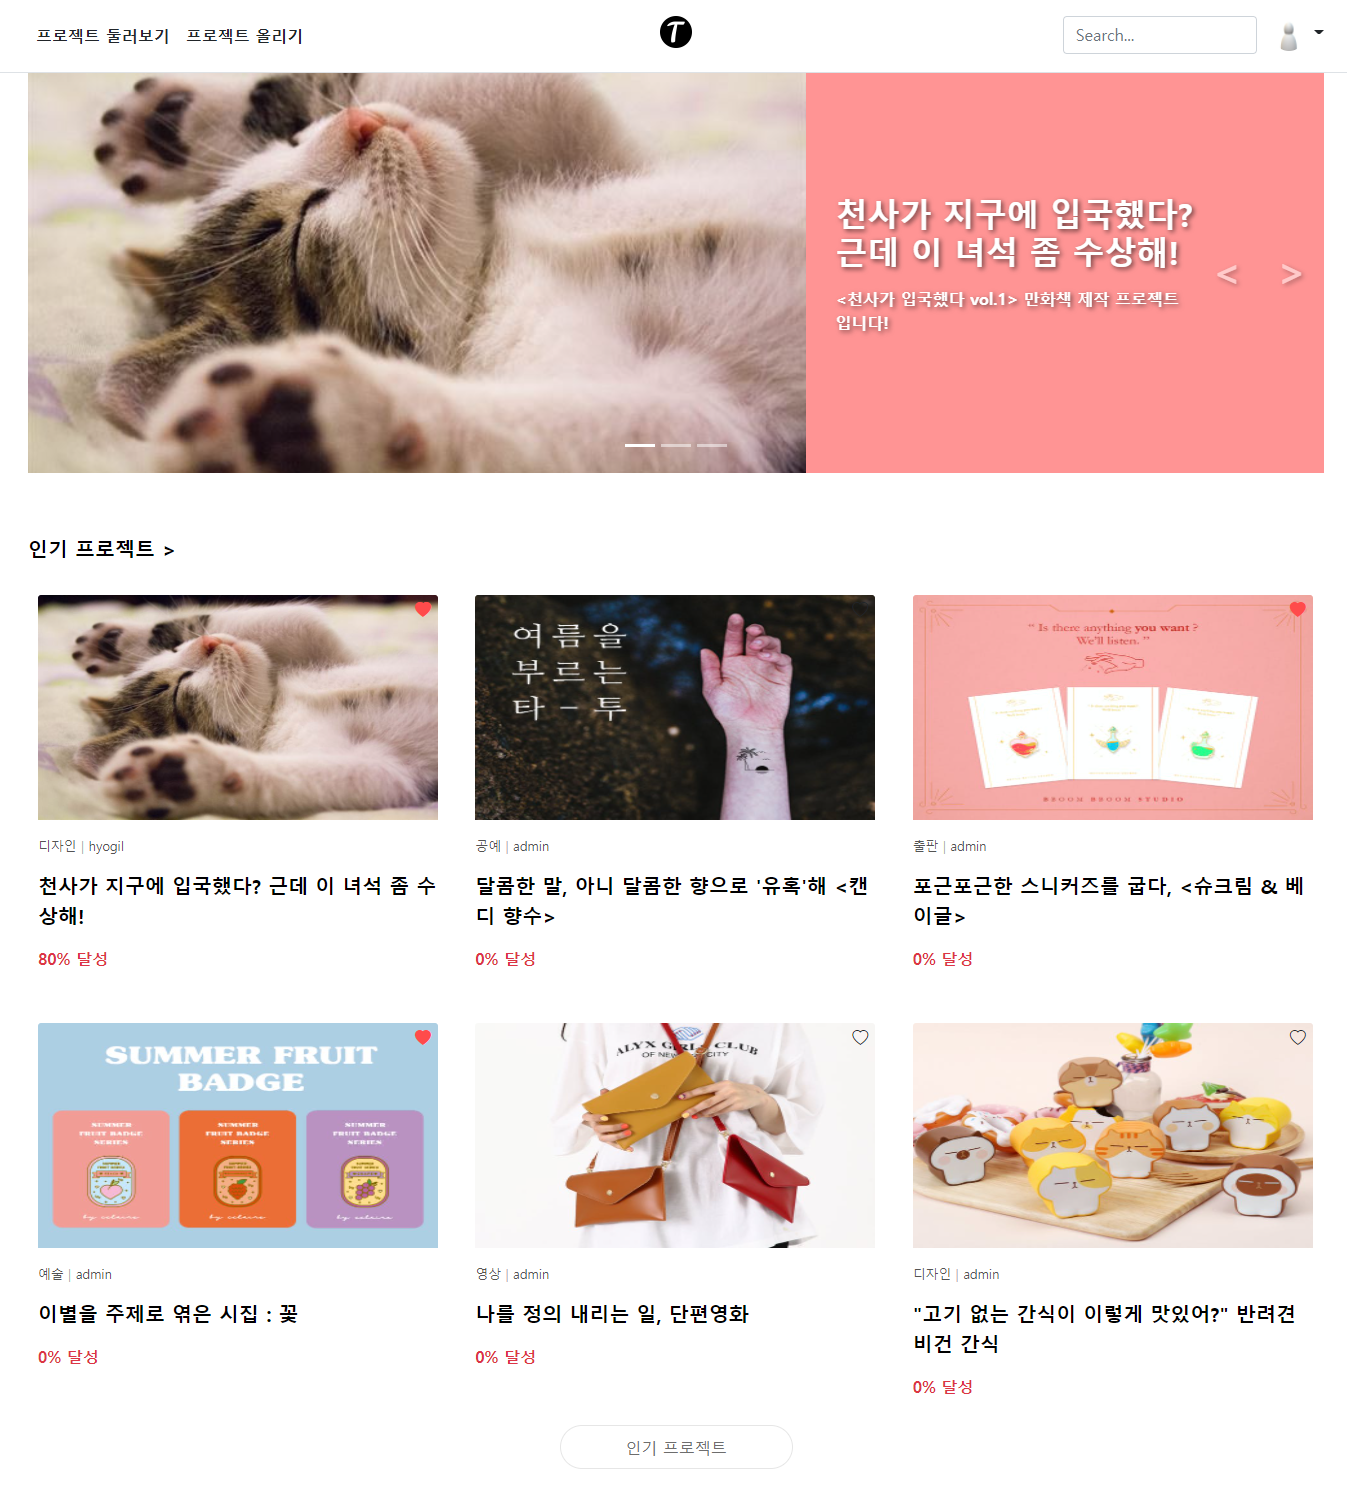 프로젝트 둘러보기 프로젝트 올리기
T
Search...
천사가 지구에 입국했다?
근데 이 녀석 좀 수상해!
<천사가 입국했다 vol.1> 만화책 제작 프로젝트
입니다!
< >
인기 프로젝트 >
여름을
부르는
타 - 투
“ Is there anything you want ?
We'll listen. ”
BROOM BROOM STUDIO
디자인 | hyogil
공예 | admin
출판 | admin
천사가 지구에 입국했다? 근데 이 녀석 좀 수
상해!
달콤한 말, 아니 달콤한 향으로 '유혹'해 <캔
디 향수>
포근포근한 스니커즈를 굽다, <슈크림 & 베
이글>
80% 달성
0% 달성
0% 달성
SUMMER FRUIT
BADGE
SUMMER
FRUIT BADGE
SERIES
SUMMER
FRUIT BADGE
SERIES
SUMMER
FRUIT BADGE
SERIES
ALYX GIRLS CLUB
OF NEW CITY
예술 | admin
영상 | admin
디자인 | admin
이별을 주제로 엮은 시집 : 꽃
나를 정의 내리는 일, 단편영화
"고기 없는 간식이 이렇게 맛있어?" 반려견
비건 간식
0% 달성
0% 달성
0% 달성
인기 프로젝트